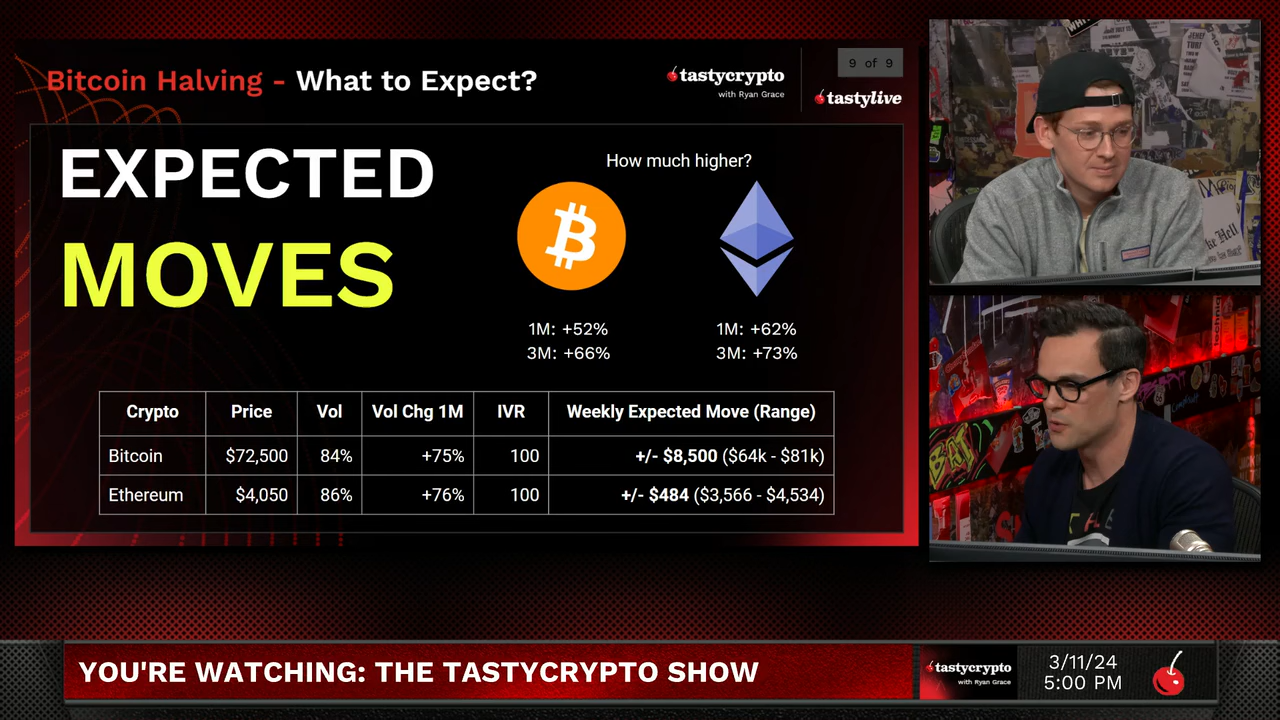 Bitcoin Halving - What to Expect?
tastycrypto
with Ryan Grace
9 of 9
tastylive
EXPECTED
MOVES
How much higher?
1M: +52%
3M: +66%
1M: +62%
3M: +73%
Crypto Price Vol Vol Chg 1M IVR Weekly Expected Move (Range)
Bitcoin $72,500 84% +75% 100 +/- $8,500 ($64k - $81k)
Ethereum $4,050 86% +76% 100 +/- $484 ($3,566 - $4,534)
BAT
YOU'RE WATCHING: THE TASTYCRYPTO SHOW
tastycrypto
with Ryan Grace
3/11/24
5:00 PM